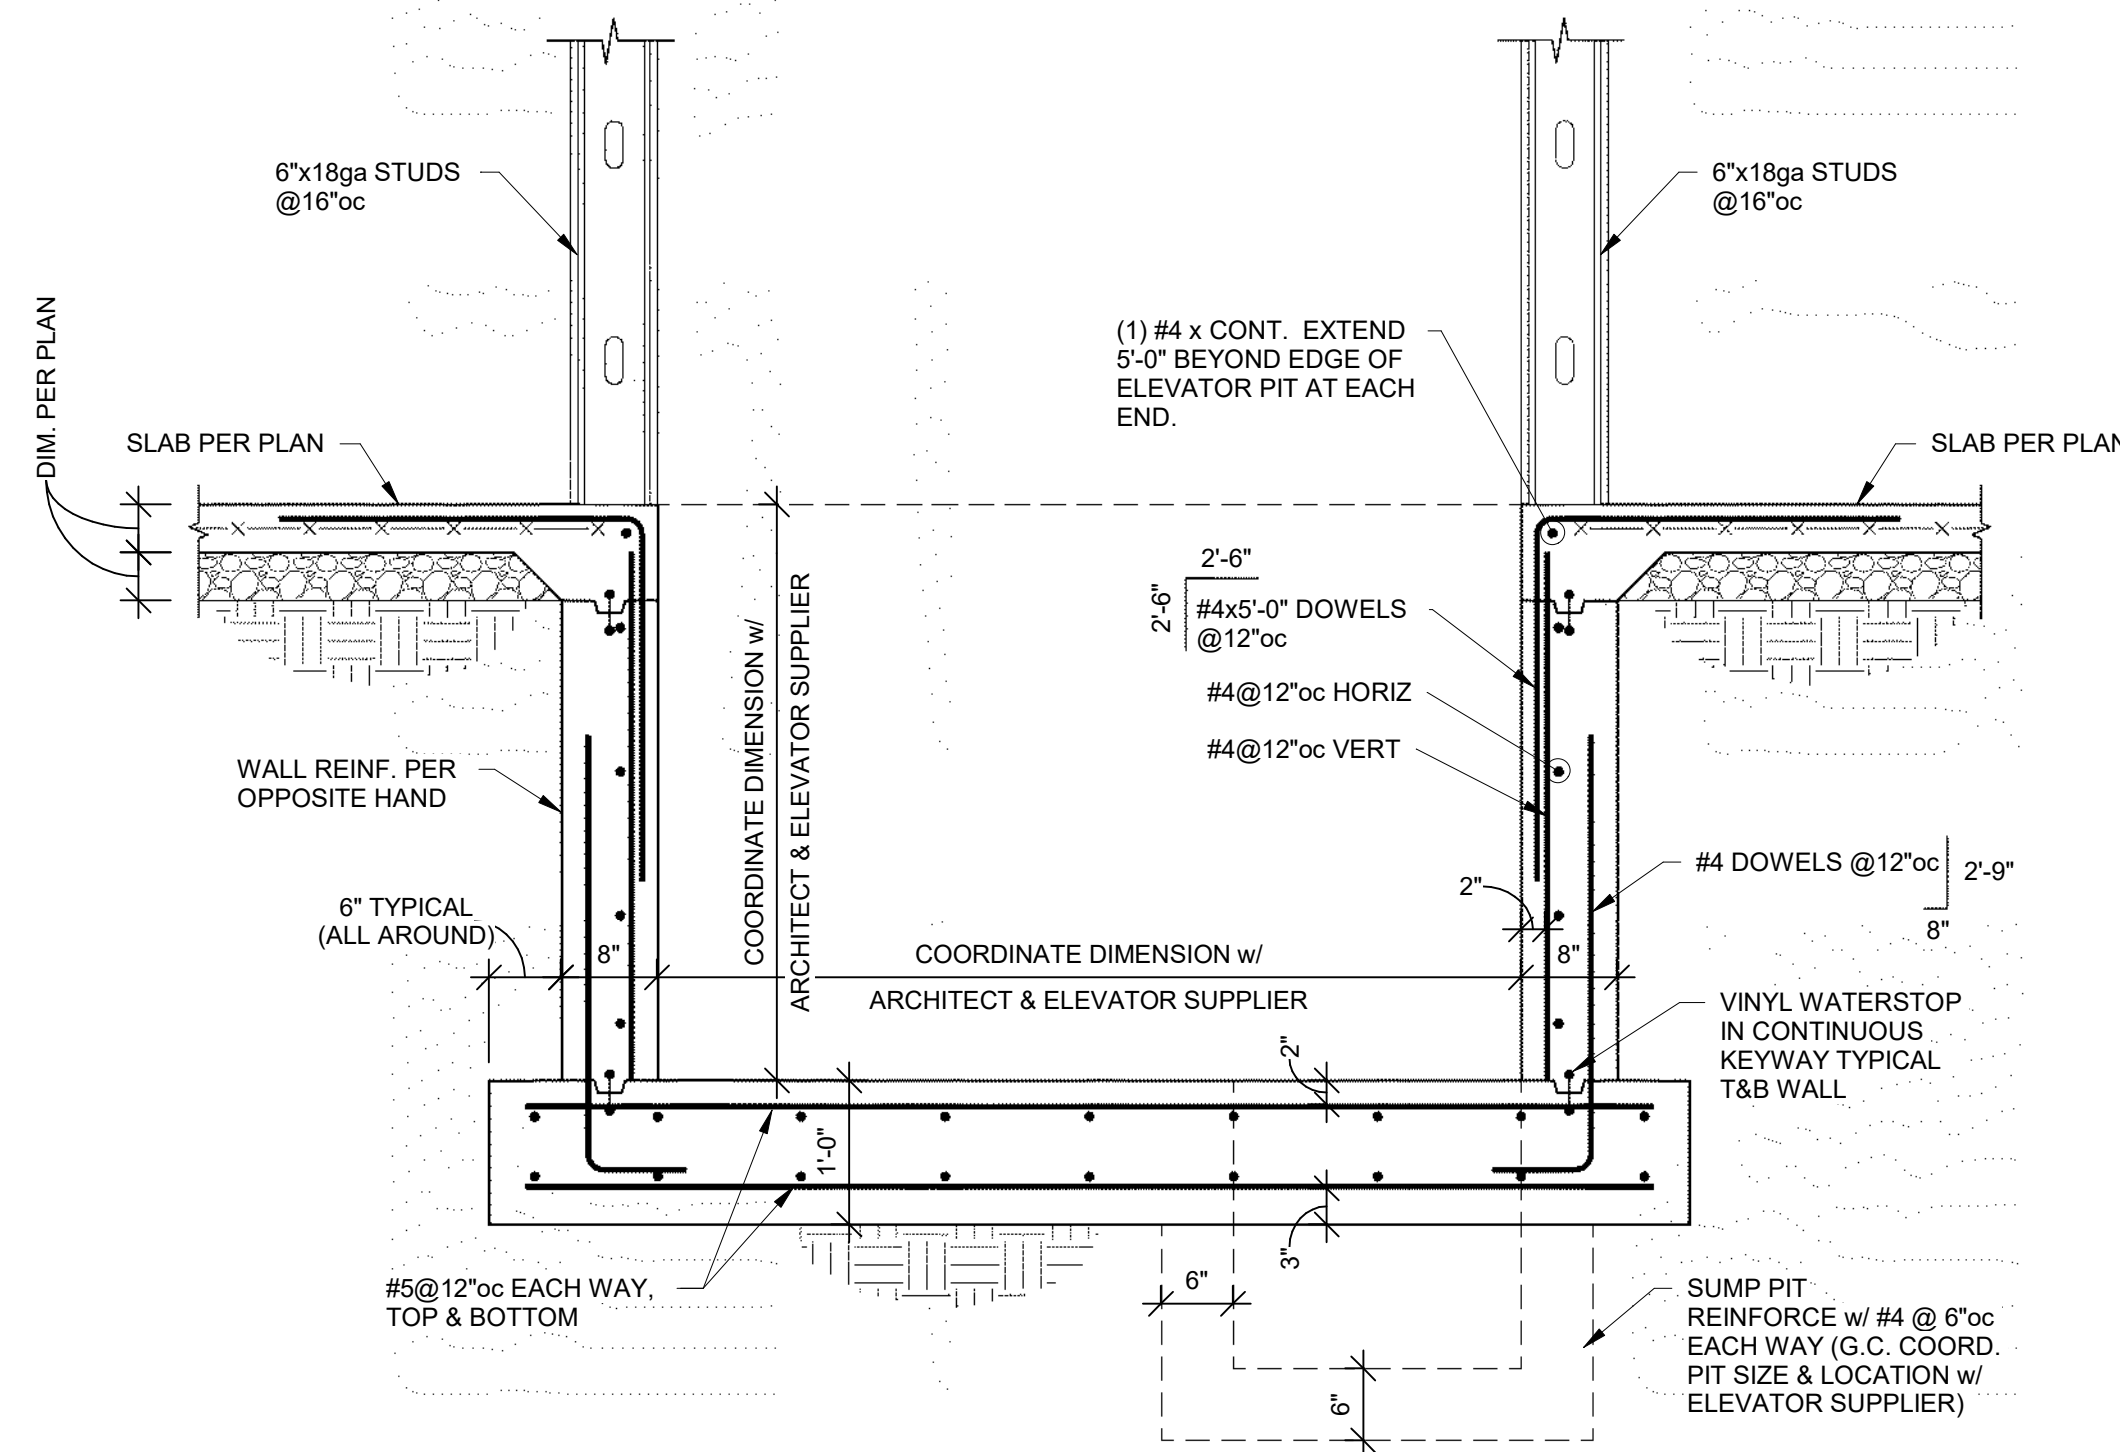 6"x18ga STUDS
@16"oc
6"x18ga STUDS
@16"oc
DIM. PER PLAN
SLAB PER PLAN
(1) #4 x CONT.  EXTEND
5'-0" BEYOND EDGE OF
ELEVATOR PIT AT EACH
END.
SLAB PER PLAN
2'-6"
2'-6"
#4x5'-0" DOWELS
@12"oc
#4@12"oc HORIZ
#4@12"oc VERT
COORDINATE DIMENSION w/
ARCHITECT & ELEVATOR SUPPLIER
WALL REINF. PER
OPPOSITE HAND
6" TYPICAL
(ALL AROUND)
8"
COORDINATE DIMENSION w/
ARCHITECT & ELEVATOR SUPPLIER
2"
8"
#4 DOWELS @12"oc
2'-9"
8"
VINYL WATERSTOP
IN CONTINUOUS
KEYWAY TYPICAL
T&B WALL
2"
1'-0"
3"
#5@12"oc EACH WAY,
TOP & BOTTOM
6"
6"
SUMP PIT
REINFORCE w/ #4 @ 6"oc
EACH WAY (G.C. COORD.
PIT SIZE & LOCATION w/
ELEVATOR SUPPLIER)